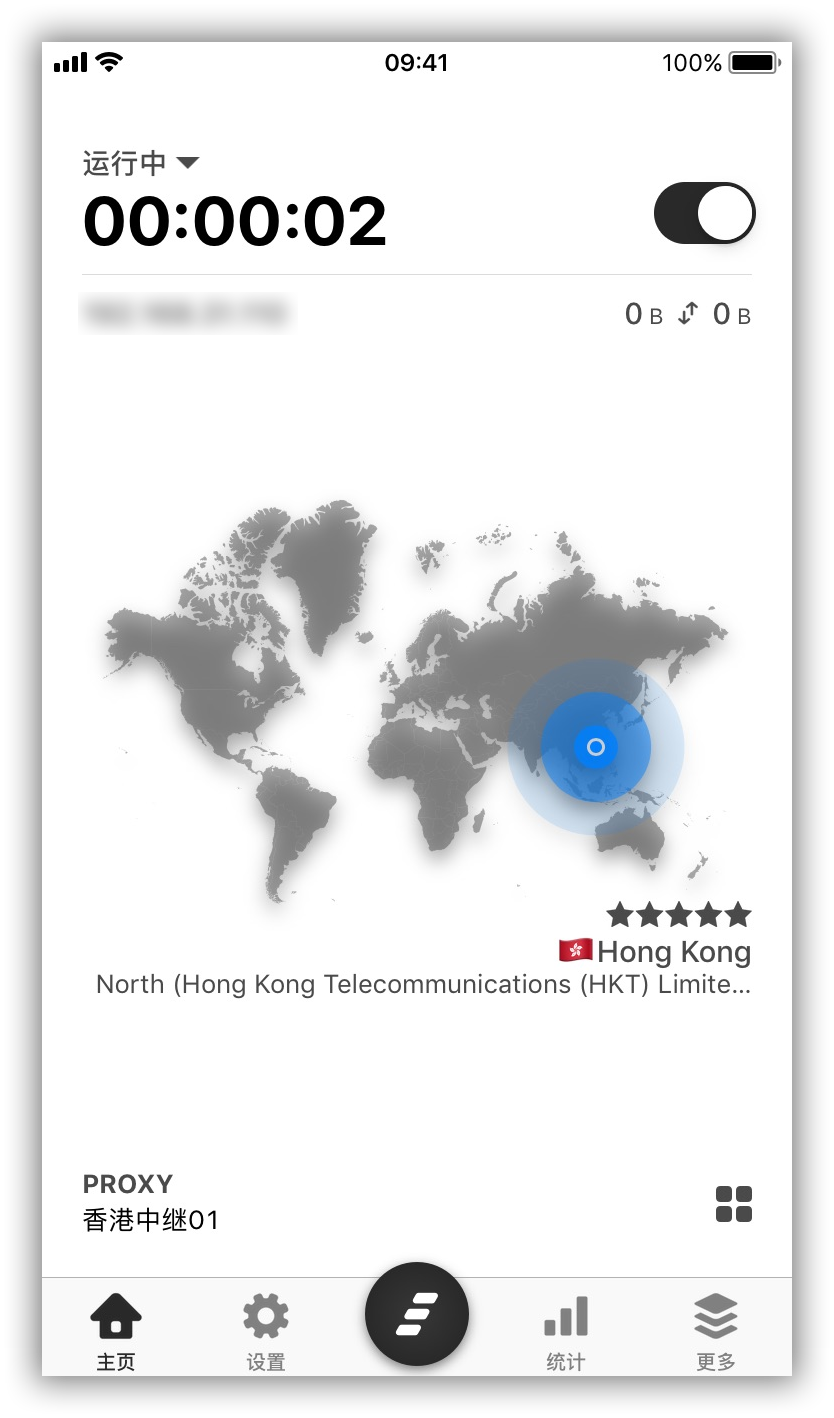 09:41
100%
运行中
00:00:02
0 B 0 B
Hong Kong
North (Hong Kong Telecommunications (HKT) Limite...
PROXY
香港中继01
主页
设置
统计
更多